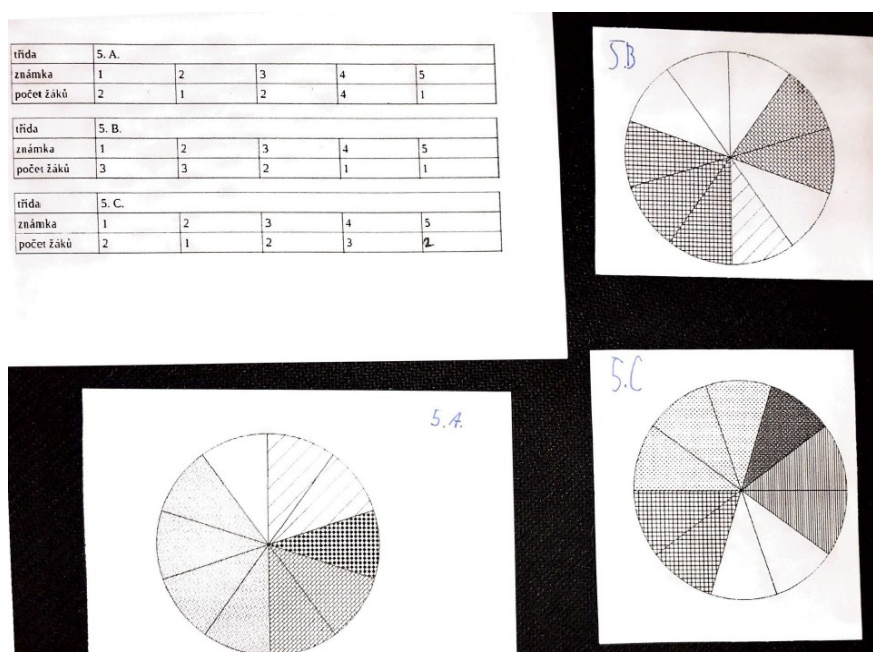 třída 5. A.
známka 1 2 3 4 5
počet žáků 2 1 2 4 1
třída 5. B.
známka 1 2 3 4 5
počet žáků 3 3 2 1 1
třída 5. C.
známka 1 2 3 4 5
počet žáků 2 1 2 3 2
5.B
5.C
5.A.